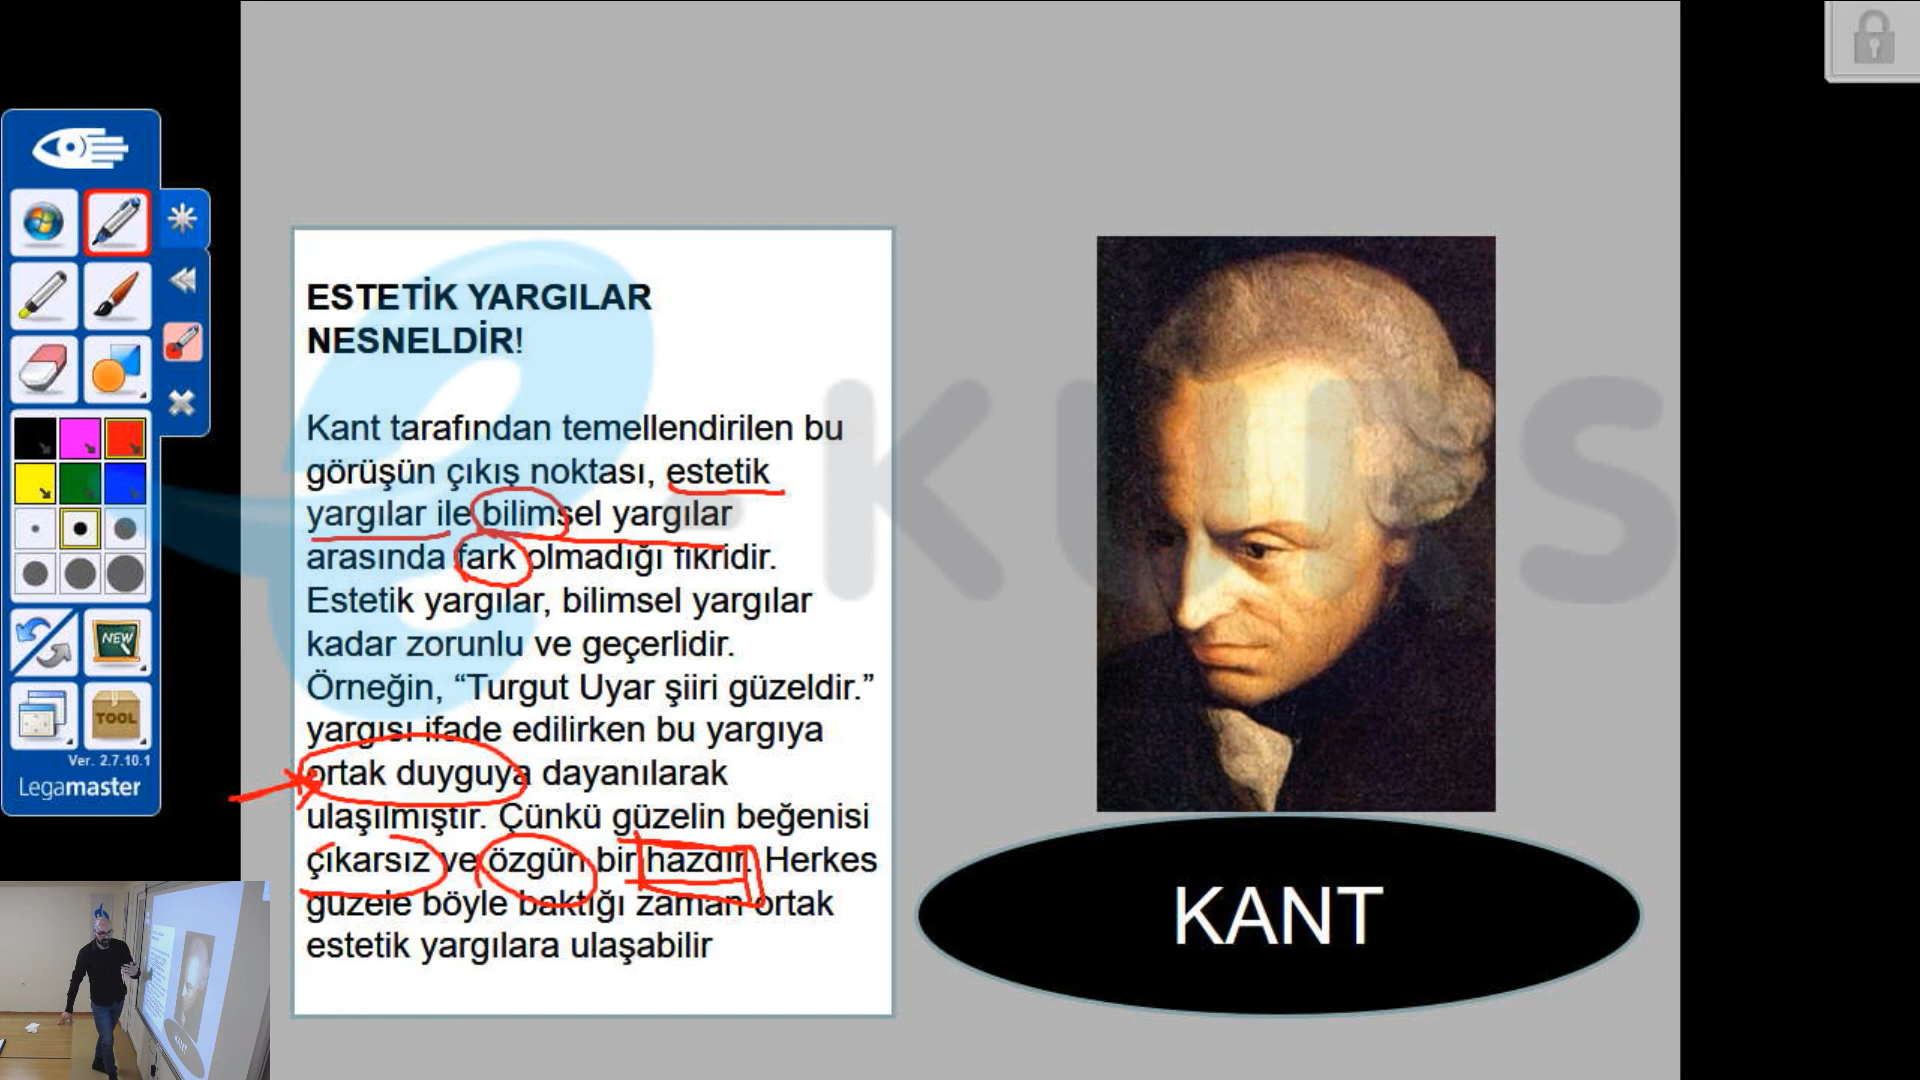 ESTETİK YARGILAR
NESNELDİR!
Kant tarafından temellendirilen bu
görüşün çıkış noktası, estetik
yargılar ile bilimsel yargılar
arasında fark olmadığı fikridir.
Estetik yargılar, bilimsel yargılar
kadar zorunlu ve geçerlidir.
Örneğin, “Turgut Uyar şiiri güzeldir.”
yargısı ifade edilirken bu yargıya
ortak duyguya dayanılarak
ulaşılmıştır. Çünkü güzelin beğenisi
çıkarsız ve özgün bir hazdır. Herkes
güzele böyle baktığı zaman ortak
estetik yargılara ulaşabilir
KANT
NEW
TOOL
Ver. 2.7.10.1
Legamaster
e-KURS
KANT